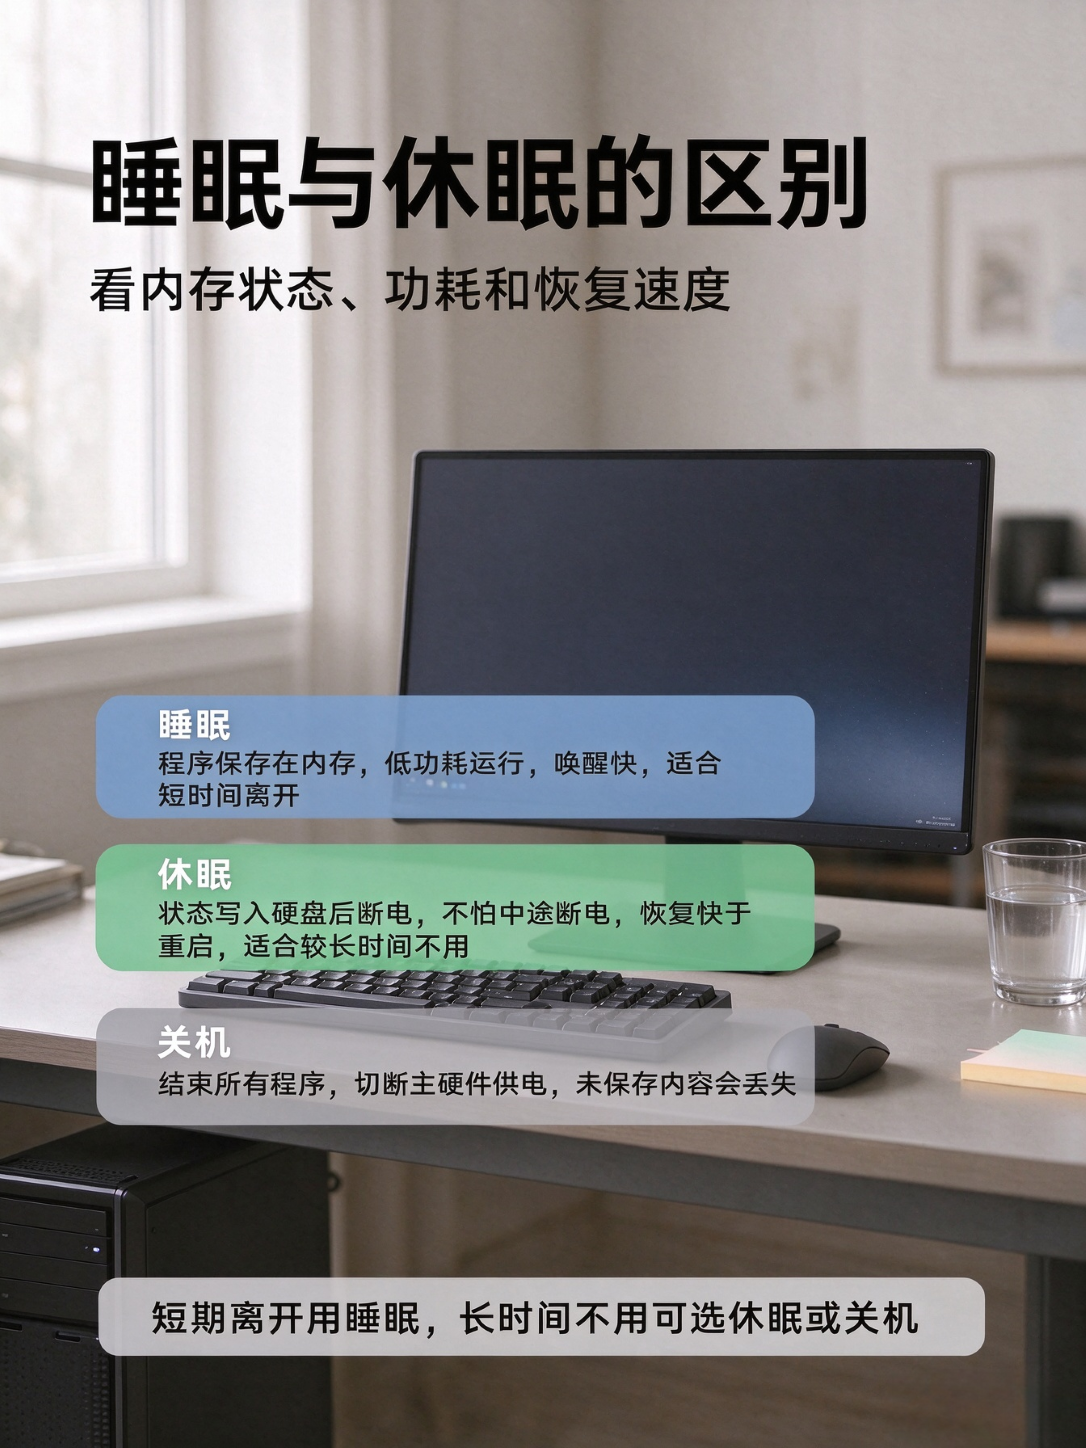 睡眠与休眠的区别
看内存状态、功耗和恢复速度
睡眠
程序保存在内存，低功耗运行，唤醒快，适合
短时间离开
休眠
状态写入硬盘后断电，不怕中途断电，恢复快于
重启，适合较长时间不用
关机
结束所有程序，切断主硬件供电，未保存内容会丢失
短期离开用睡眠，长时间不用可选休眠或关机